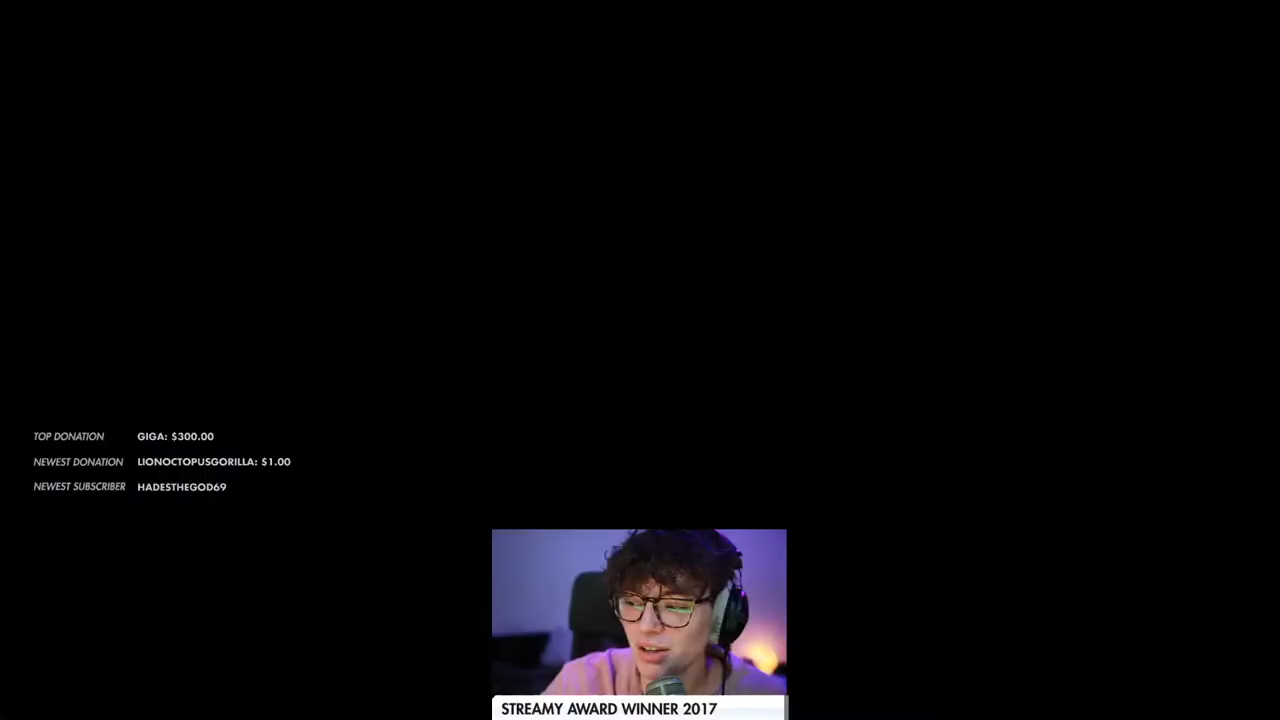 TOP DONATION GIGA: $300.00
NEWEST DONATION LIONOCTOPUSGORILLA: $1.00
NEWEST SUBSCRIBER HADESTHEGOD69
STREAMY AWARD WINNER 2017